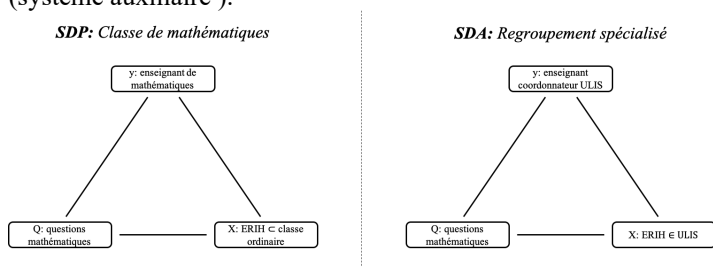 (système auxiliaire ).
SDP: Classe de mathématiques
SDA: Regroupement spécialisé
y: enseignant de
mathématiques
y: enseignant
coordonnateur ULIS
Q: questions
mathématiques
X: ERIH ⊂ classe
ordinaire
Q: questions
mathématiques
X: ERIH ∈ ULIS